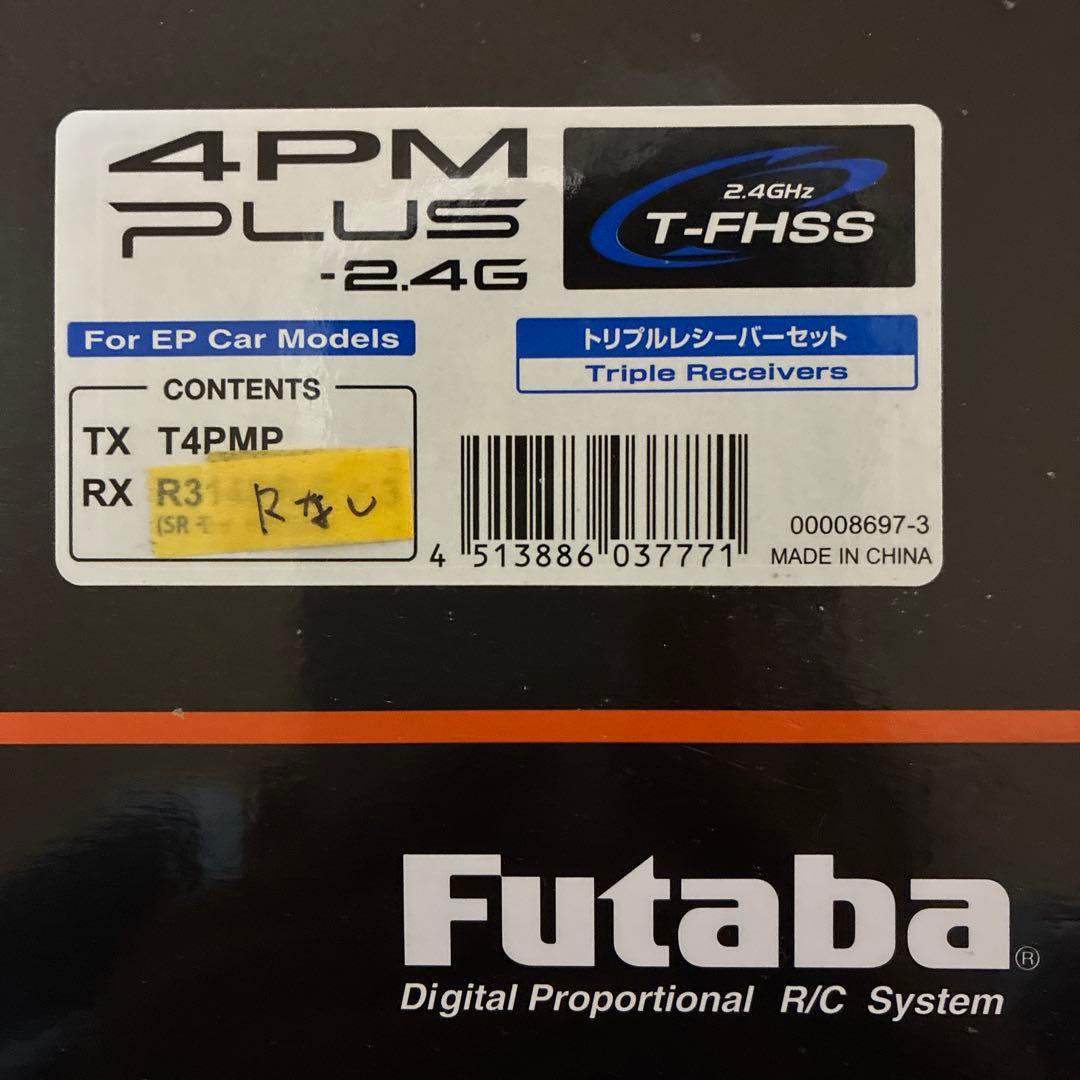 4PM
PLUS
-2.4G
2.4GHz
T-FHSS
For EP Car Models
トリプルレシーバーセット
Triple Receivers
CONTENTS
TX T4PMP
RX R31
Rなし
(SR モ
4 513886 037771
00008697-3
MADE IN CHINA
Futaba®
Digital Proportional R/C System